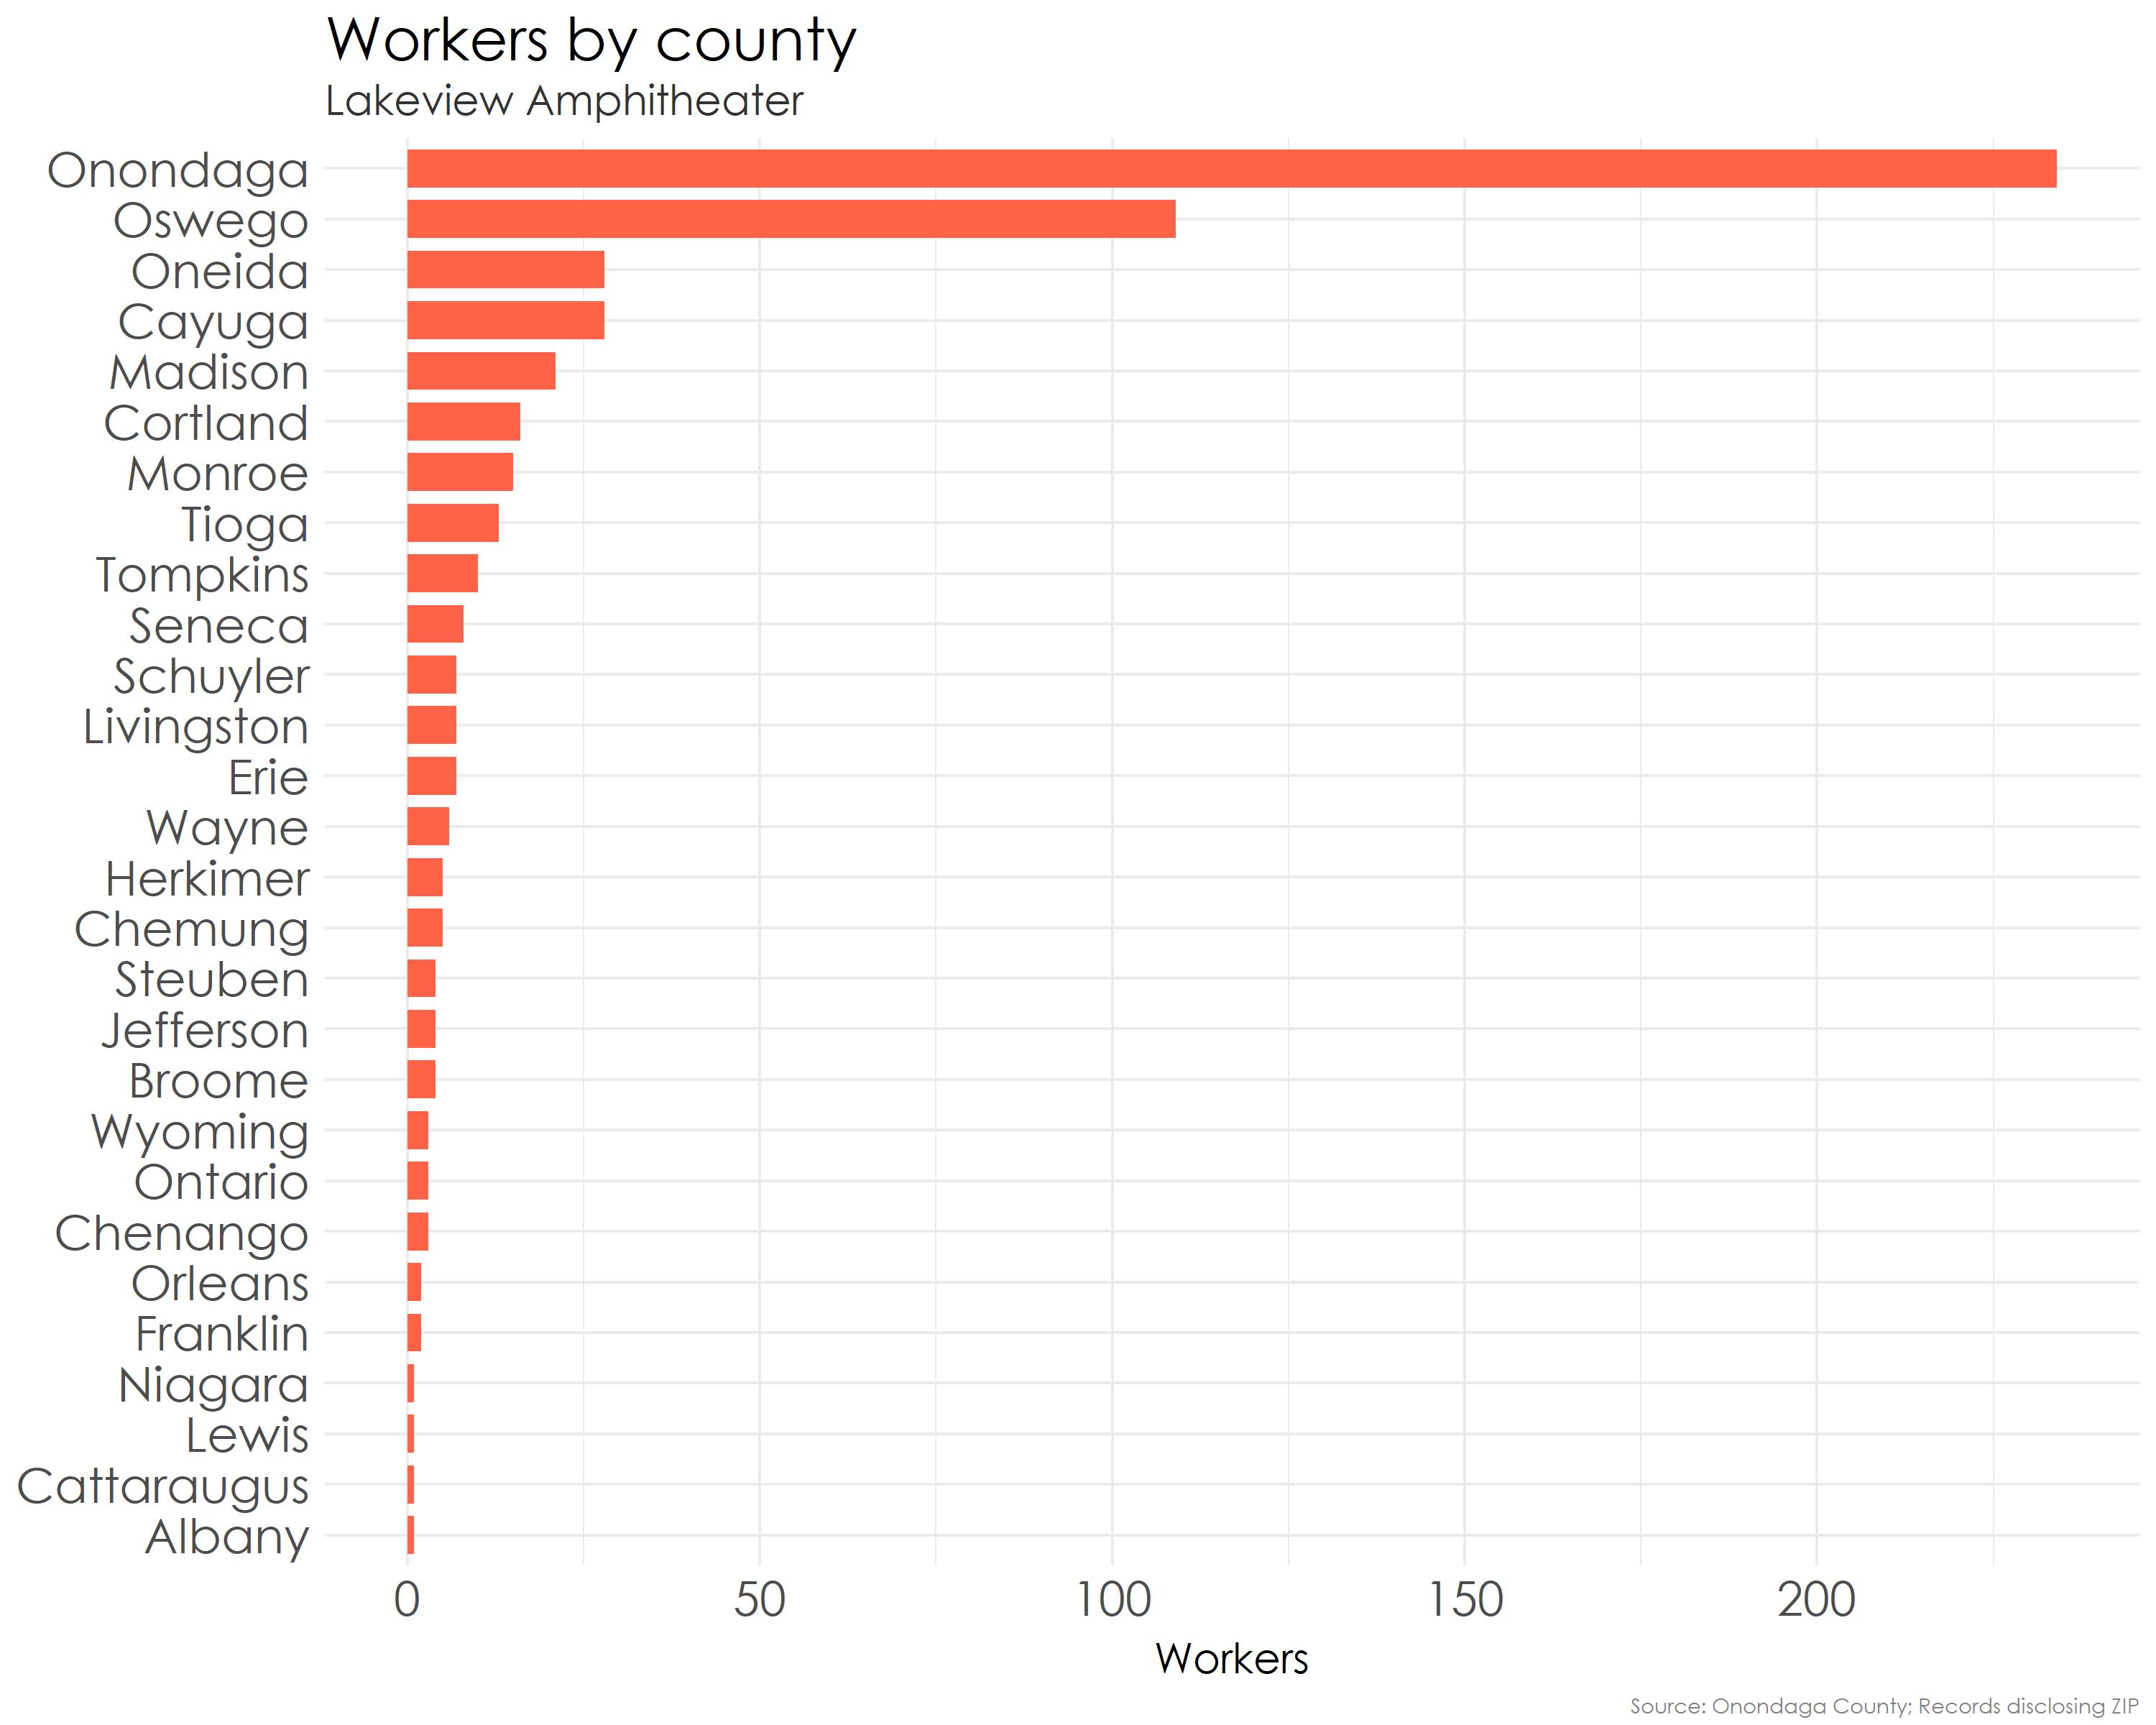 Workers by county
Lakeview Amphitheater
Onondaga
Oswego
Oneida
Cayuga
Madison
Cortland
Monroe
Tioga
Tompkins
Seneca
Schuyler
Livingston
Erie
Wayne
Herkimer
Chemung
Steuben
Jefferson
Broome
Wyoming
Ontario
Chenango
Orleans
Franklin
Niagara
Lewis
Cattaraugus
Albany
0 50 100 150 200
Workers
Source: Onondaga County; Records disclosing ZIP